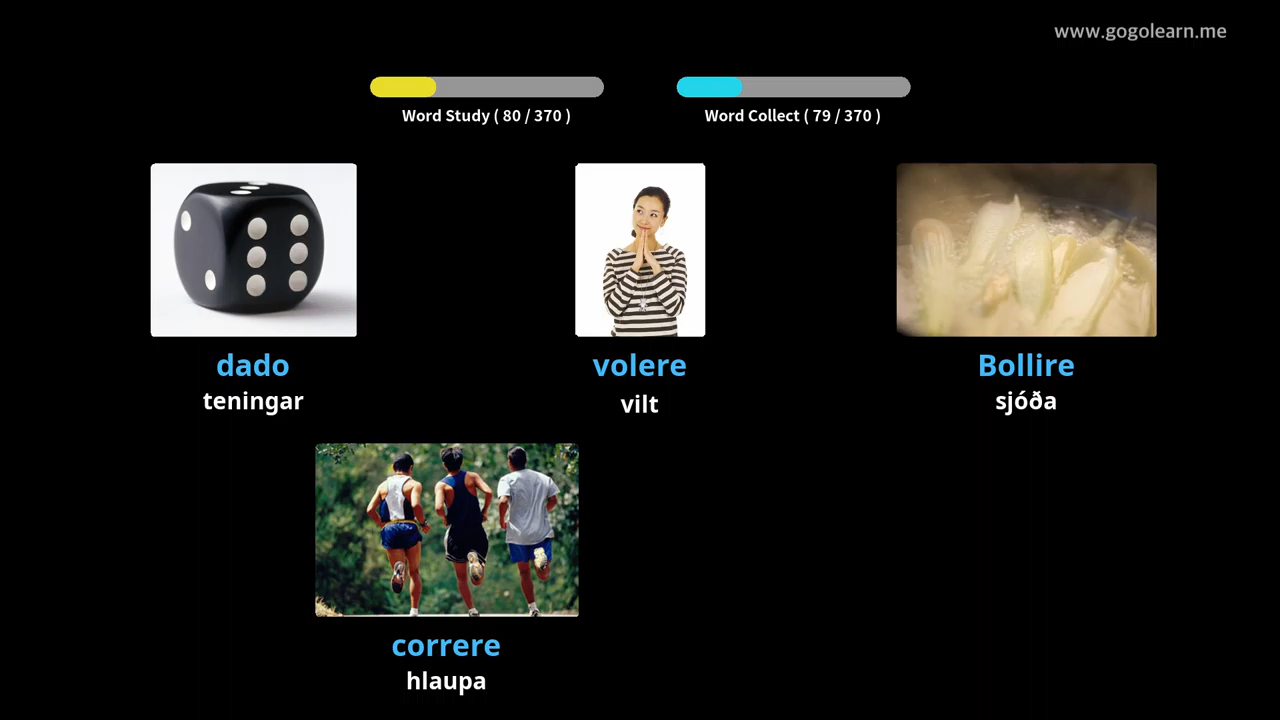 www.gogolearn.me
Word Study ( 80 / 370 )
Word Collect ( 79 / 370 )
dado
teningar
volere
vilt
Bollire
sjóða
correre
hlaupa